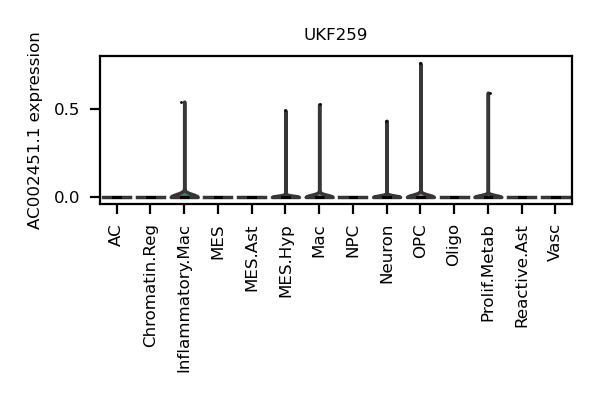 UKF259
AC002451.1 expression
0.5
0.0
AC
Chromatin.Reg
Inflammatory.Mac
MES
MES.Ast
MES.Hyp
Mac
NPC
Neuron
OPC
Oligo
Prolif.Metab
Reactive.Ast
Vasc